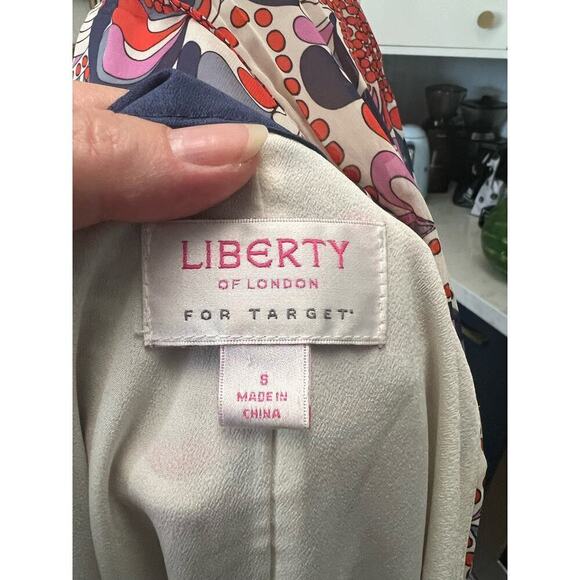 LIBERTY
OF LONDON
FOR TARGET
S
MADE IN
CHINA